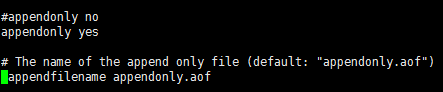 #appendonly no
appendonly yes
# The name of the append only file (default: "appendonly.aof")
appendfilename appendonly.aof